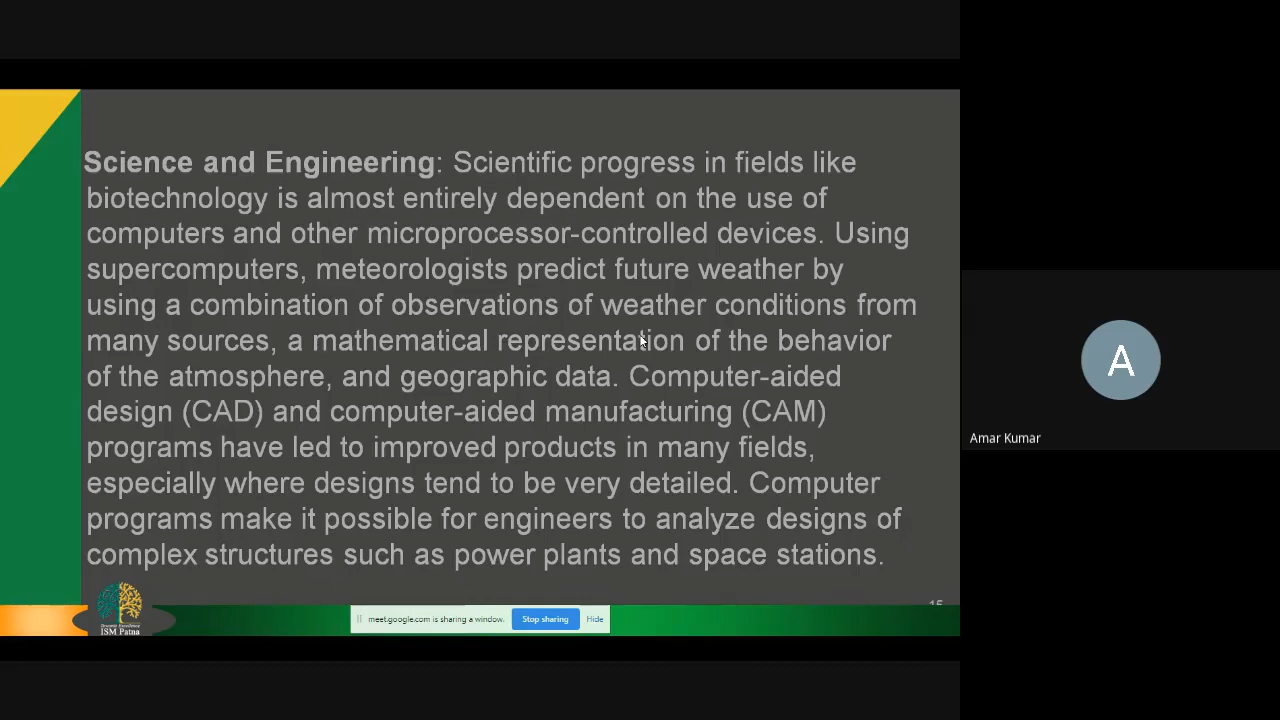 Science and Engineering: Scientific progress in fields like
biotechnology is almost entirely dependent on the use of
computers and other microprocessor-controlled devices. Using
supercomputers, meteorologists predict future weather by
using a combination of observations of weather conditions from
many sources, a mathematical representation of the behavior
of the atmosphere, and geographic data. Computer-aided
design (CAD) and computer-aided manufacturing (CAM)
programs have led to improved products in many fields,
especially where designs tend to be very detailed. Computer
programs make it possible for engineers to analyze designs of
complex structures such as power plants and space stations.
15
ISM Patna
meet.google.com is sharing a window.
Stop sharing
Hide
A
Amar Kumar